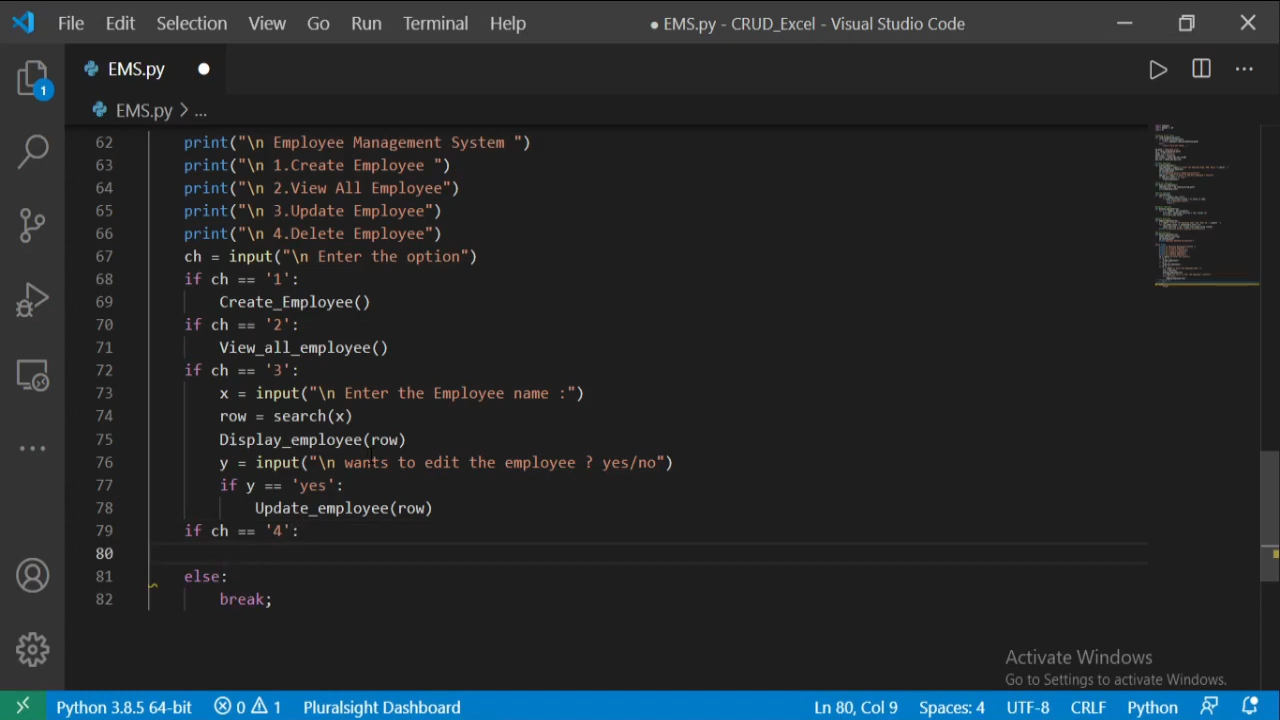 File Edit Selection View Go Run Terminal Help ● EMS.py - CRUD_Excel - Visual Studio Code
1
EMS.py
EMS.py > ...
62 print("\n Employee Management System ")
63 print("\n 1.Create Employee ")
64 print("\n 2.View All Employee")
65 print("\n 3.Update Employee")
66 print("\n 4.Delete Employee")
67 ch = input("\n Enter the option")
68 if ch == '1':
69 Create_Employee()
70 if ch == '2':
71 View_all_employee()
72 if ch == '3':
73 x = input("\n Enter the Employee name :")
74 row = search(x)
75 Display_employee(row)
76 y = input("\n wants to edit the employee ? yes/no")
77 if y == 'yes':
78 Update_employee(row)
79 if ch == '4':
80
81 else:
82 break;
Activate Windows
Go to Settings to activate Windows.
Python 3.8.5 64-bit 0 1 Pluralsight Dashboard Ln 80, Col 9 Spaces: 4 UTF-8 CRLF Python